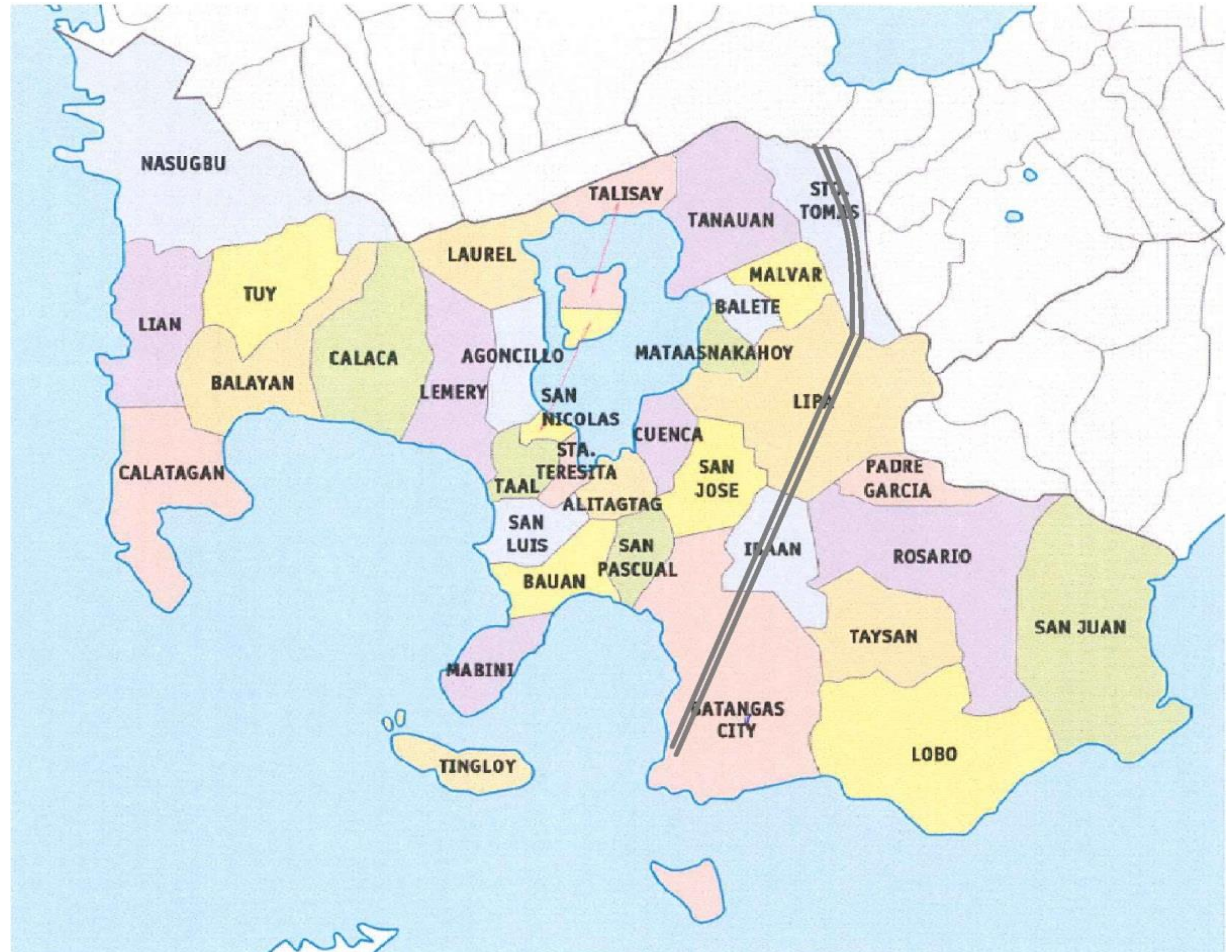 NASUGBU
TALISAY
STO.
TOMAS
TANAUAN
LAUREL
MALVAR
TUY
BALETE
LIAN
AGONCILLO
MATAASNAKAHOY
CALACA
BALAYAN
LEMERY
SAN
NICOLAS
LIPA
CUENCA
STA.
TERESITA
CALATAGAN
SAN
JOSE
PADRE
GARCIA
TAAL
ALITAGTAG
SAN
LUIS
SAN
PASCUAL
IBAAN
ROSARIO
BAUAN
TAYSAN
SAN JUAN
MABINI
BATANGAS
CITY
LOBO
TINGLOY